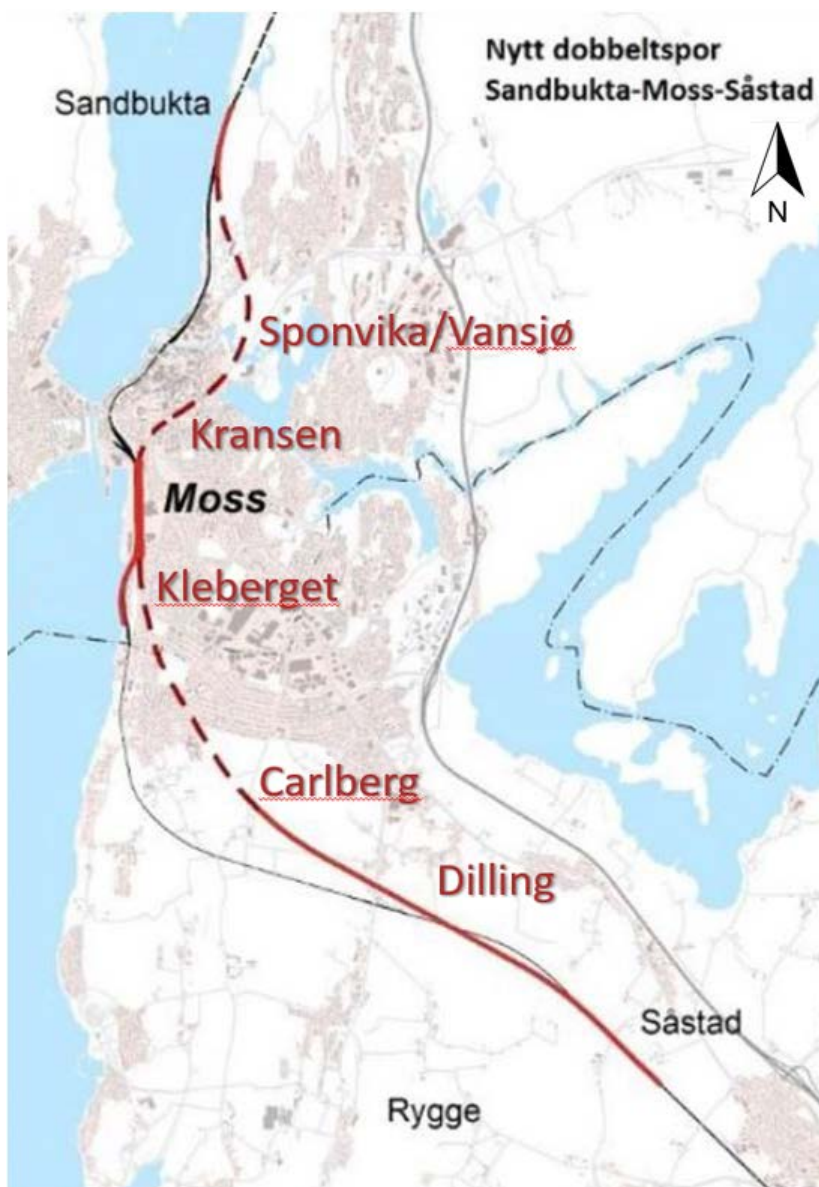 Nytt dobbeltspor
Sandbukta-Moss-Såstad
Sandbukta
N
Sponvika/Vansjø
Kransen
Moss
Kleberget
Carlberg
Dilling
Såstad
Rygge